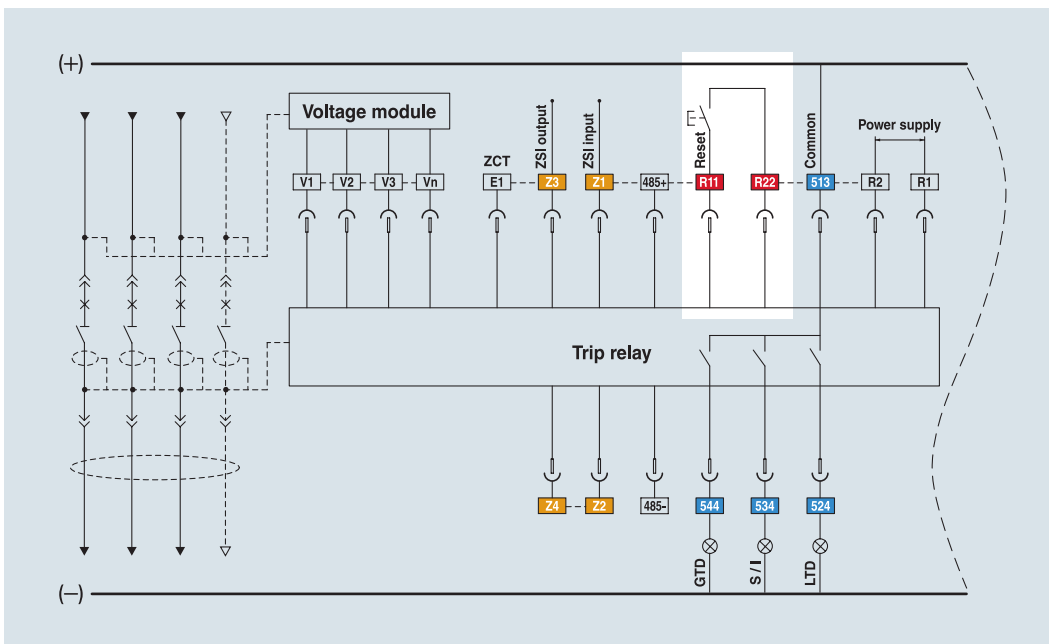 (+)
Voltage module
ZCT
ZSI output
ZSI input
Reset
Common
Power supply
V1
V2
V3
Vn
E1
Z3
Z1
485+
R11
R22
513
R2
R1
Trip relay
Z4
Z2
485-
544
534
524
GTD
S / I
LTD
(−)